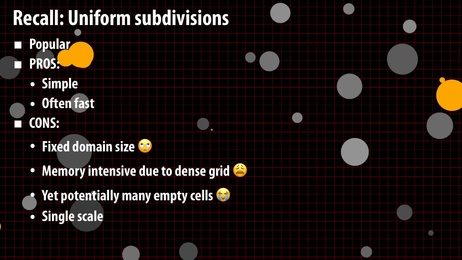 Recall: Uniform subdivisions
■ Popular
■ PROS:
• Simple
• Often fast
■ CONS:
• Fixed domain size 🙄
• Memory intensive due to dense grid 😩
• Yet potentially many empty cells 😭
• Single scale